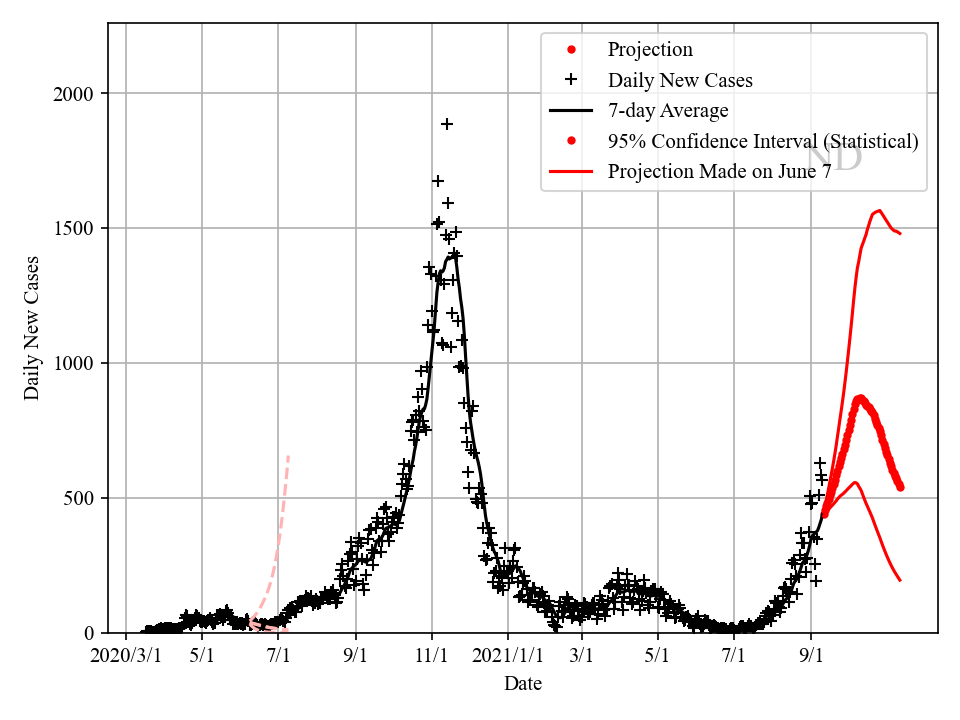 2000
1500
1000
500
0
Daily New Cases
Projection
Daily New Cases
7-day Average
95% Confidence Interval (Statistical)
Projection Made on June 7
ND
2020/3/1 5/1 7/1 9/1 11/1 2021/1/1 3/1 5/1 7/1 9/1
Date